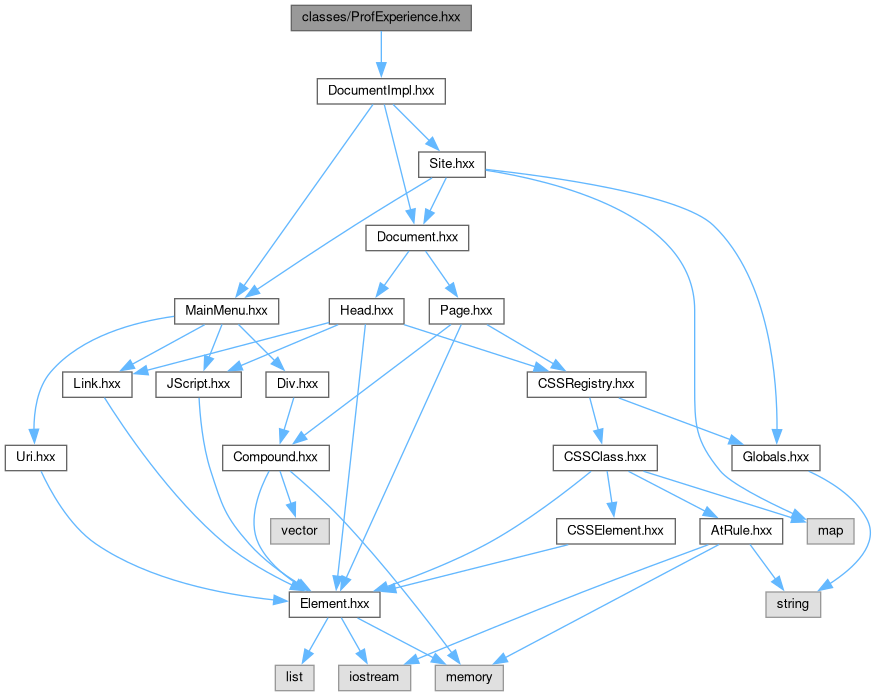 classes/ProfExperience.hxx
DocumentImpl.hxx
Site.hxx
Document.hxx
MainMenu.hxx
Head.hxx
Page.hxx
Link.hxx
JScript.hxx
Div.hxx
CSSRegistry.hxx
Uri.hxx
Compound.hxx
CSSClass.hxx
Globals.hxx
vector
CSSElement.hxx
AtRule.hxx
map
Element.hxx
string
list
iostream
memory